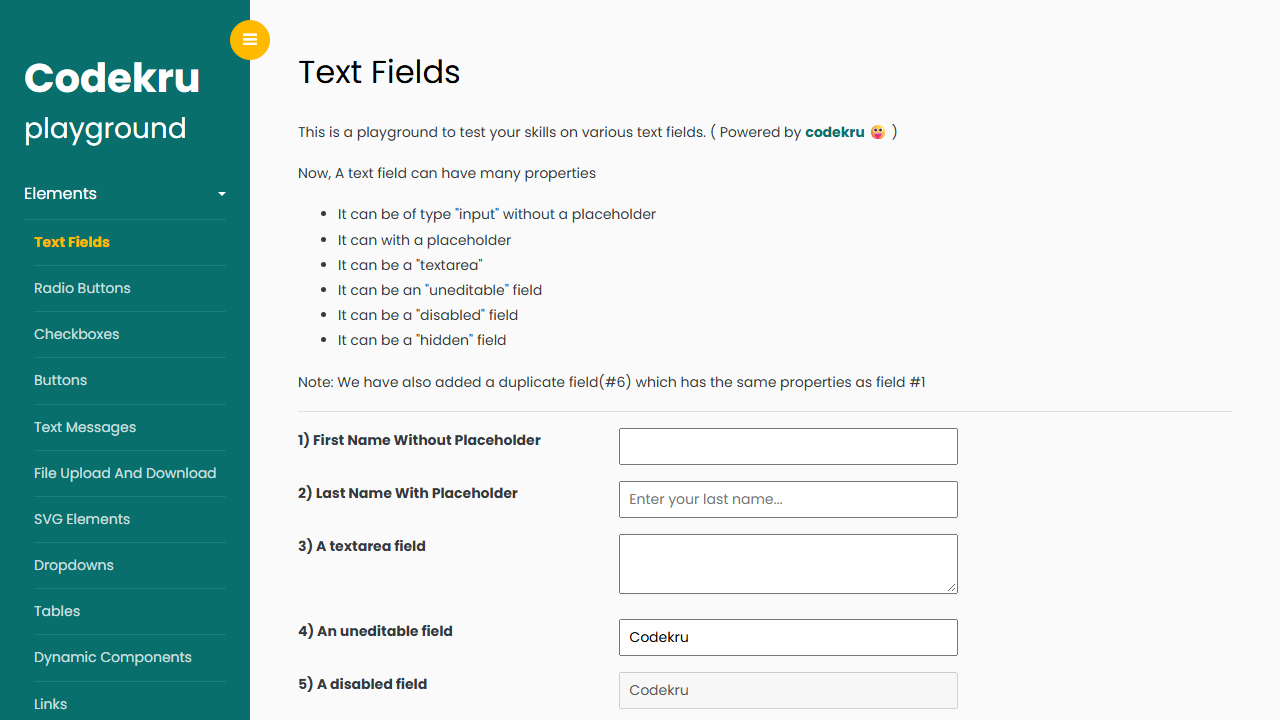 Codekru
playground
Elements
Text Fields
Radio Buttons
Checkboxes
Buttons
Text Messages
File Upload And Download
SVG Elements
Dropdowns
Tables
Dynamic Components
Links
Text Fields
This is a playground to test your skills on various text fields. ( Powered by codekru 😛 )
Now, A text field can have many properties
It can be of type "input" without a placeholder
It can with a placeholder
It can be a "textarea"
It can be an "uneditable" field
It can be a "disabled" field
It can be a "hidden" field
Note: We have also added a duplicate field(#6) which has the same properties as field #1
1) First Name Without Placeholder
2) Last Name With Placeholder
Enter your last name...
3) A textarea field
4) An uneditable field
Codekru
5) A disabled field
Codekru